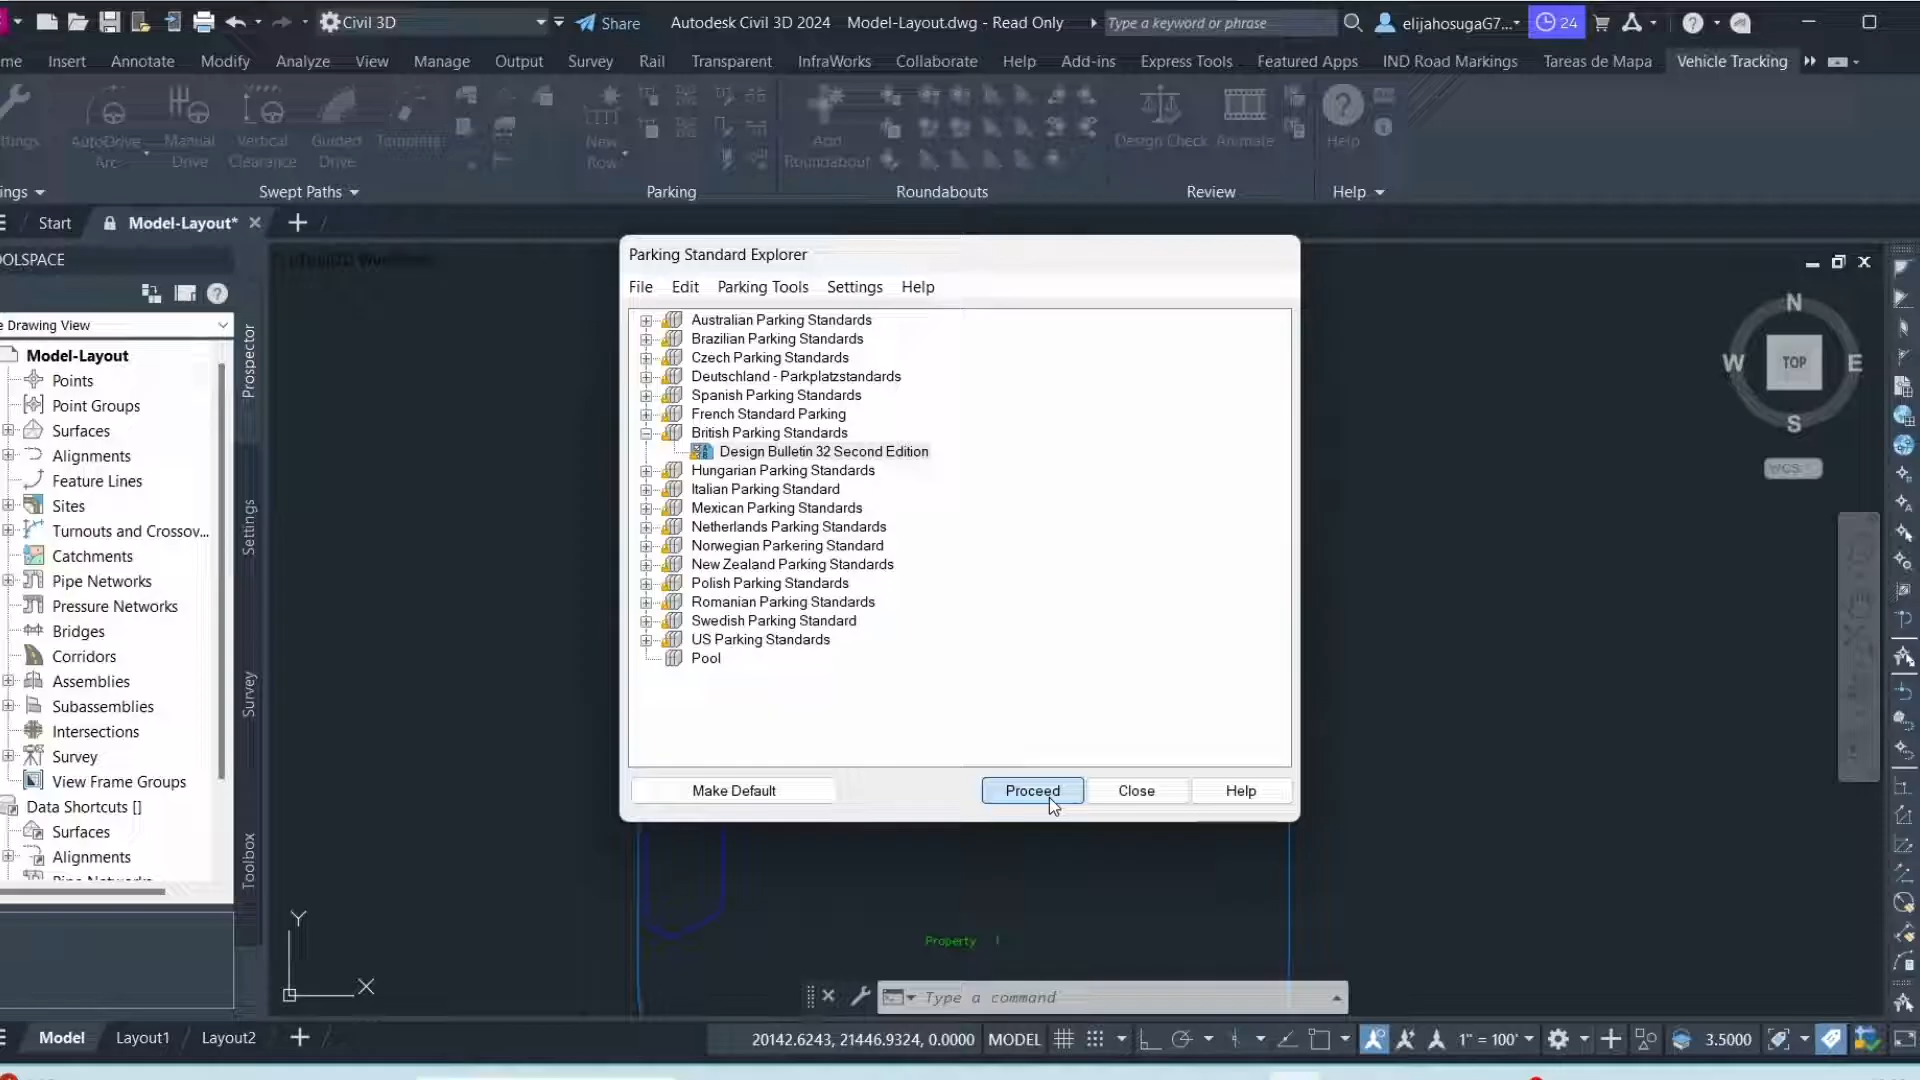 Civil 3D
Share
Autodesk Civil 3D 2024 Model-Layout.dwg - Read Only
Type a keyword or phrase
elijahosugaG7...
24
me Insert Annotate Modify Analyze View Manage Output Survey Rail Transparent InfraWorks Collaborate Help Add-ins Express Tools Featured Apps IND Road Markings Tareas de Mapa Vehicle Tracking
ttings AutoDrive Arc Manual Drive Vertical Clearance Guided Drive Template New Row Add Roundabout Design Check Animate Help
ings Swept Paths Parking Roundabouts Review Help
Start Model-Layout*
OOLSPACE
e Drawing View
Model-Layout
Points
Point Groups
Surfaces
Alignments
Feature Lines
Sites
Turnouts and Crossov...
Catchments
Pipe Networks
Pressure Networks
Bridges
Corridors
Assemblies
Subassemblies
Intersections
Survey
View Frame Groups
Data Shortcuts []
Surfaces
Alignments
Prospector
Settings
Survey
Toolbox
Parking Standard Explorer
File Edit Parking Tools Settings Help
Australian Parking Standards
Brazilian Parking Standards
Czech Parking Standards
Deutschland - Parkplatzstandards
Spanish Parking Standards
French Standard Parking
British Parking Standards
Design Bulletin 32 Second Edition
Hungarian Parking Standards
Italian Parking Standard
Mexican Parking Standards
Netherlands Parking Standards
Norwegian Parkering Standard
New Zealand Parking Standards
Polish Parking Standards
Romanian Parking Standards
Swedish Parking Standard
US Parking Standards
Pool
Make Default Proceed Close Help
N
W TOP E
S
WCS
Property
Y
X
Type a command
Model Layout1 Layout2
20142.6243, 21446.9324, 0.0000 MODEL
1" = 100'
3.5000